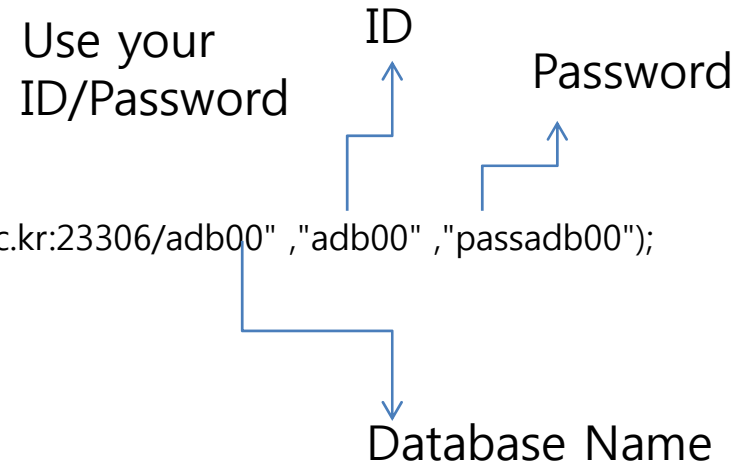 Use your
ID/Password
ID
Password
c.kr:23306/adb00" ,"adb00" ,"passadb00");
Database Name